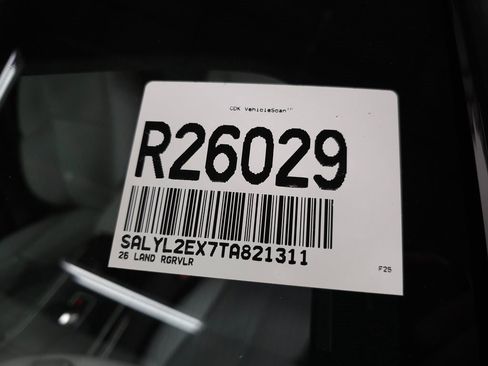 CDK VehicleScan™
R26029
SALYL2EX7TA821311
26 LAND RGRVLR
F25